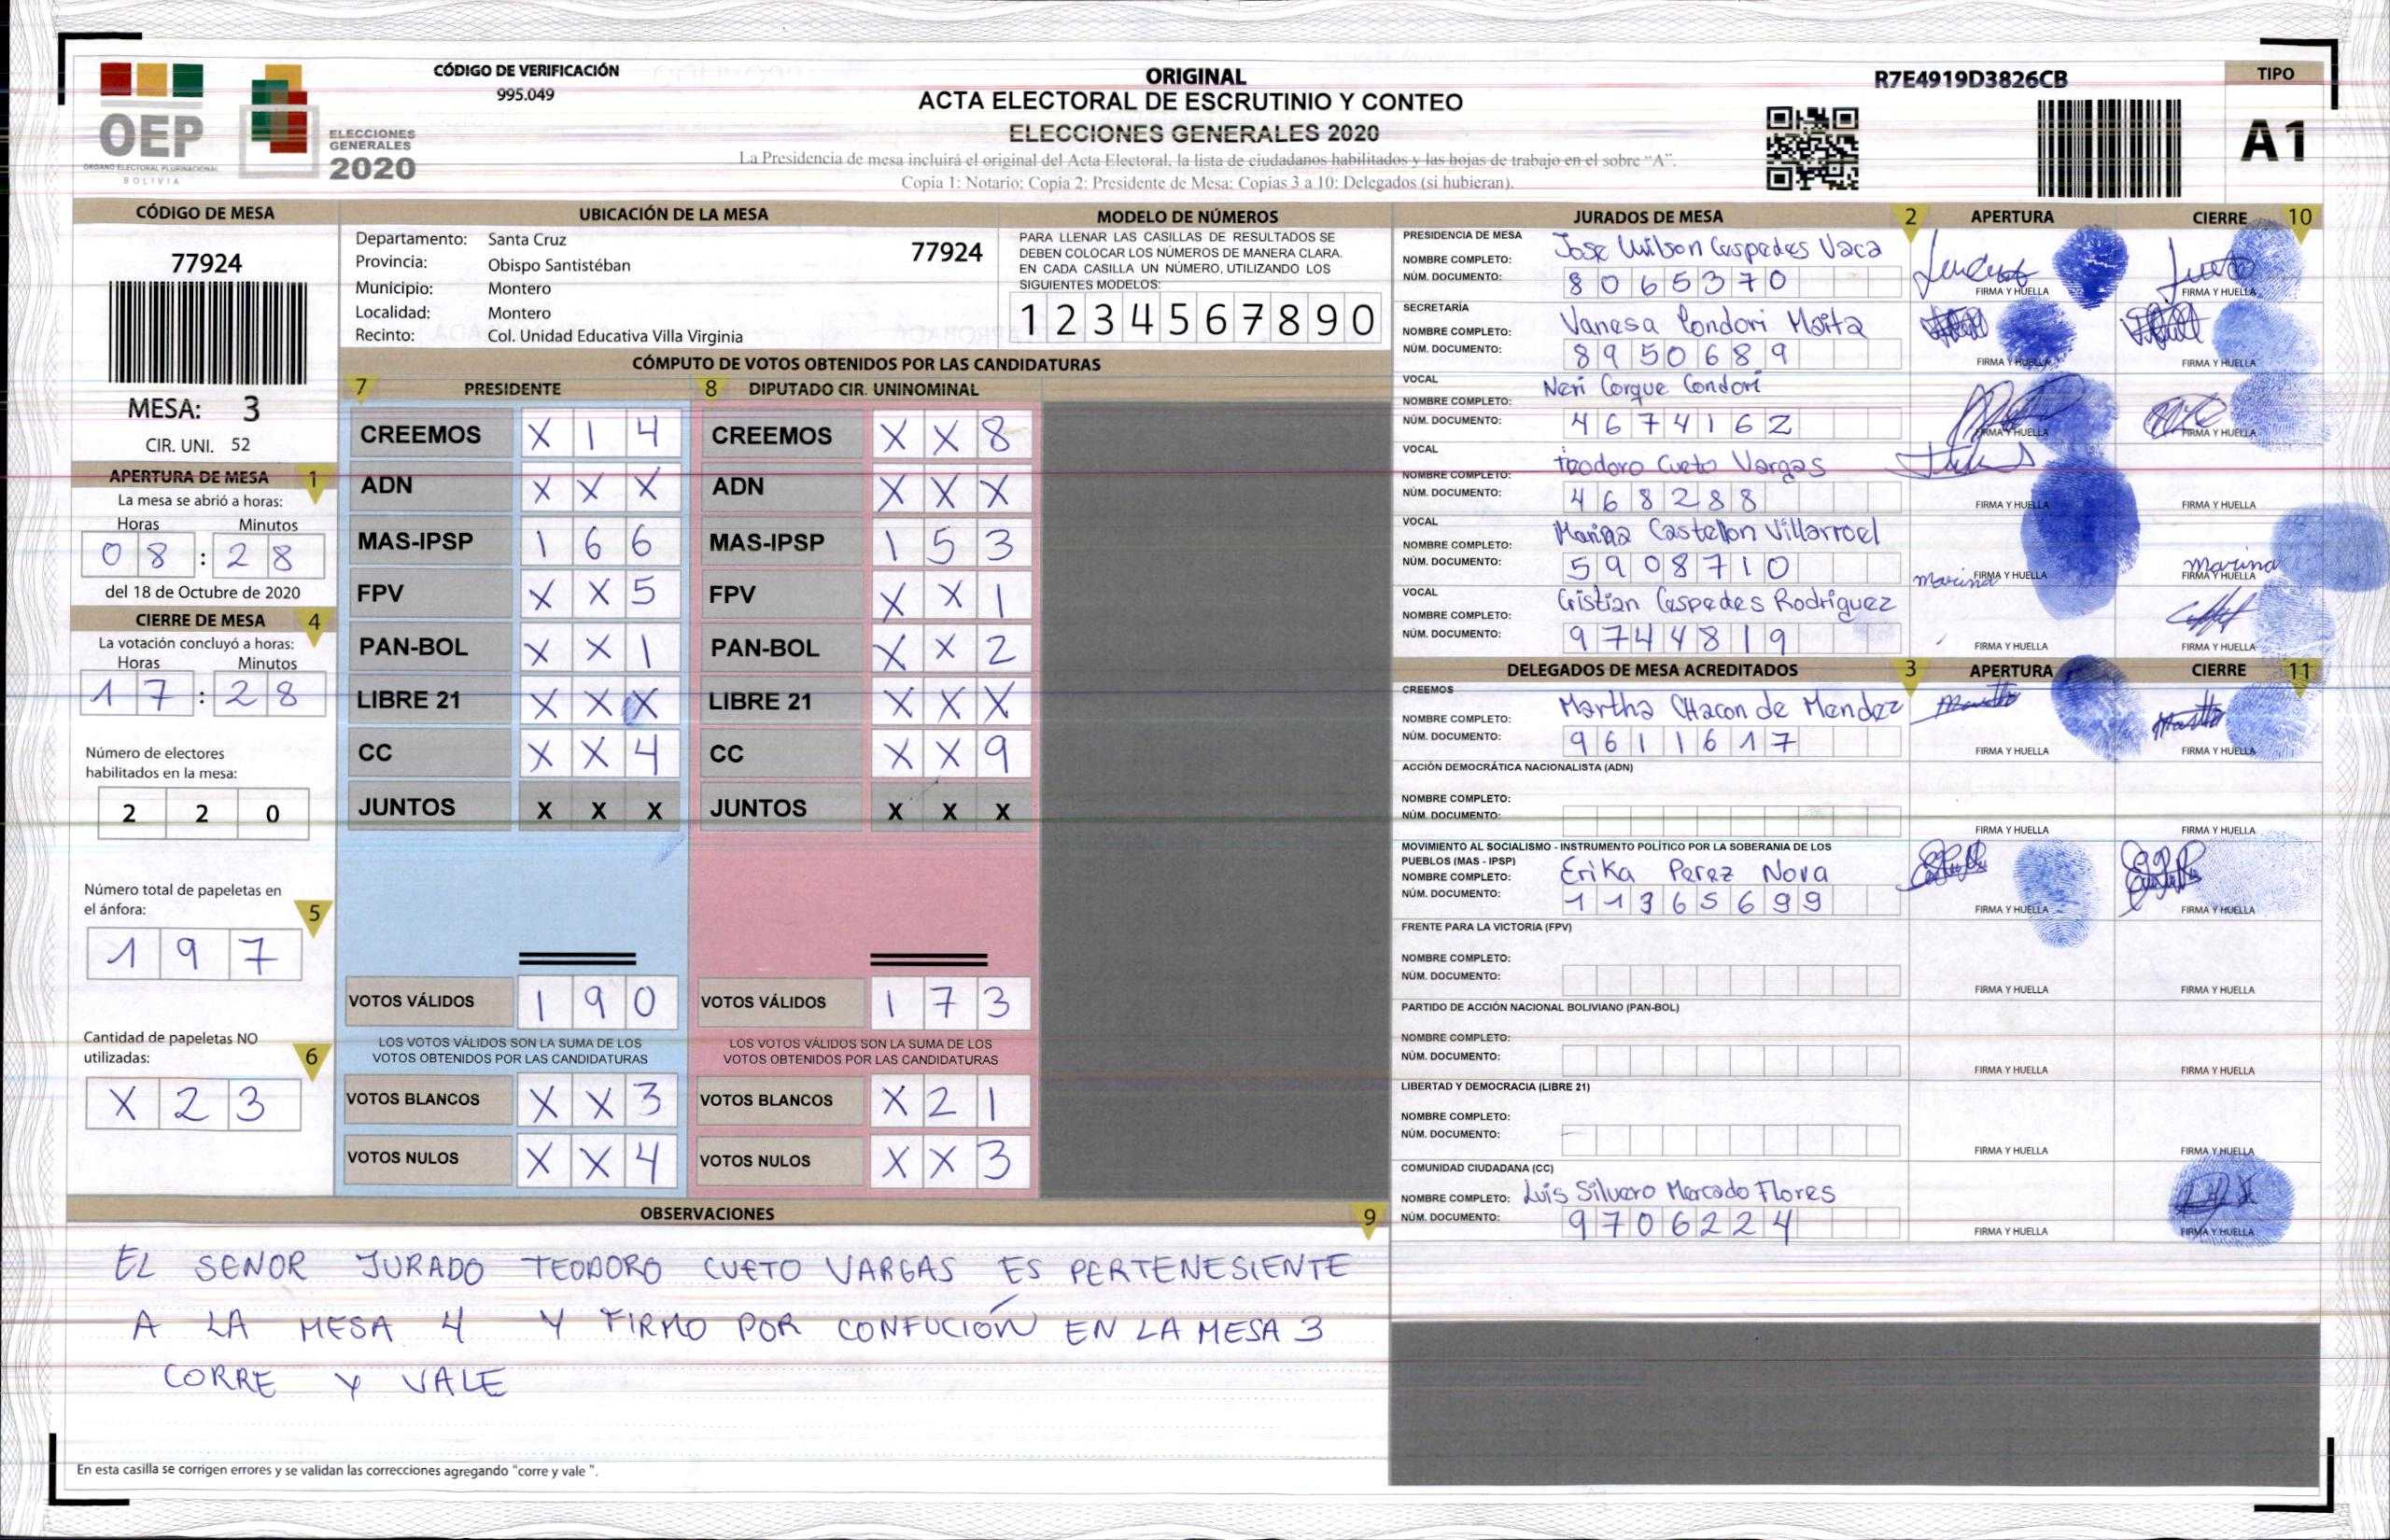 OEP
ÓRGANO ELECTORAL PLURINACIONAL
BOLIVIA
ELECCIONES
GENERALES
2020
CÓDIGO DE VERIFICACIÓN
995.049
ORIGINAL
ACTA ELECTORAL DE ESCRUTINIO Y CONTEO
ELECCIONES GENERALES 2020
La Presidencia de mesa incluirá el original del Acta Electoral, la lista de ciudadanos habilitados y las hojas de trabajo en el sobre "A".
Copia 1: Notario; Copia 2: Presidente de Mesa; Copias 3 a 10: Delegados (si hubieran).
R7E4919D3826CB
TIPO
A1
CÓDIGO DE MESA
77924
MESA: 3
CIR. UNI. 52
APERTURA DE MESA 1
La mesa se abrió a horas:
Horas Minutos
08 : 28
del 18 de Octubre de 2020
CIERRE DE MESA 4
La votación concluyó a horas:
Horas Minutos
17 : 28
Número de electores
habilitados en la mesa:
2 2 0
Número total de papeletas en
el ánfora:
5
1 9 7
Cantidad de papeletas NO
utilizadas:
6
X 2 3
UBICACIÓN DE LA MESA
Departamento: Santa Cruz
77924
Provincia: Obispo Santistéban
Municipio: Montero
Localidad: Montero
Recinto: Col. Unidad Educativa Villa Virginia
MODELO DE NÚMEROS
PARA LLENAR LAS CASILLAS DE RESULTADOS SE
DEBEN COLOCAR LOS NÚMEROS DE MANERA CLARA.
EN CADA CASILLA UN NÚMERO, UTILIZANDO LOS
SIGUIENTES MODELOS:
1 2 3 4 5 6 7 8 9 0
CÓMPUTO DE VOTOS OBTENIDOS POR LAS CANDIDATURAS
7 PRESIDENTE 8 DIPUTADO CIR. UNINOMINAL
CREEMOS X 1 4 CREEMOS X X 8
ADN X X X ADN X X X
MAS-IPSP 1 6 6 MAS-IPSP 1 5 3
FPV X X 5 FPV X X 1
PAN-BOL X X 1 PAN-BOL X X 2
LIBRE 21 X X X LIBRE 21 X X X
CC X X 4 CC X X 9
JUNTOS X X X JUNTOS X X X
VOTOS VÁLIDOS 1 9 0 VOTOS VÁLIDOS 1 7 3
LOS VOTOS VÁLIDOS SON LA SUMA DE LOS
VOTOS OBTENIDOS POR LAS CANDIDATURAS
LOS VOTOS VÁLIDOS SON LA SUMA DE LOS
VOTOS OBTENIDOS POR LAS CANDIDATURAS
VOTOS BLANCOS X X 3 VOTOS BLANCOS X 2 1
VOTOS NULOS X X 4 VOTOS NULOS X X 3
OBSERVACIONES 9
EL SENOR JURADO TEODORO CUETO VARGAS ES PERTENESIENTE
A LA MESA 4 Y FIRMO POR CONFUCIÓN EN LA MESA 3
CORRE Y VALE
En esta casilla se corrigen errores y se validan las correcciones agregando "corre y vale ".
JURADOS DE MESA 2 APERTURA CIERRE 10
PRESIDENCIA DE MESA
NOMBRE COMPLETO: Jose Wilson Cespedes Vaca
NÚM. DOCUMENTO: 8065370
FIRMA Y HUELLA FIRMA Y HUELLA
SECRETARÍA
NOMBRE COMPLETO: Vanesa Condori Maita
NÚM. DOCUMENTO: 8950689
FIRMA Y HUELLA FIRMA Y HUELLA
VOCAL
NOMBRE COMPLETO: Neri Corque Condori
NÚM. DOCUMENTO: 4674162
FIRMA Y HUELLA FIRMA Y HUELLA
VOCAL
NOMBRE COMPLETO: teodoro Cueto Vargas
NÚM. DOCUMENTO: 468288
FIRMA Y HUELLA FIRMA Y HUELLA
VOCAL
NOMBRE COMPLETO: Castellon Villarroel
NÚM. DOCUMENTO: 5908710
marina FIRMA Y HUELLA marina FIRMA Y HUELLA
VOCAL
NOMBRE COMPLETO: Cristian Cespedes Rodriguez
NÚM. DOCUMENTO: 9744819
FIRMA Y HUELLA FIRMA Y HUELLA
DELEGADOS DE MESA ACREDITADOS 3 APERTURA CIERRE 11
CREEMOS
NOMBRE COMPLETO: Martha CHacon de Mendez
NÚM. DOCUMENTO: 9611617
FIRMA Y HUELLA FIRMA Y HUELLA
ACCIÓN DEMOCRÁTICA NACIONALISTA (ADN)
NOMBRE COMPLETO:
NÚM. DOCUMENTO:
FIRMA Y HUELLA FIRMA Y HUELLA
MOVIMIENTO AL SOCIALISMO - INSTRUMENTO POLÍTICO POR LA SOBERANIA DE LOS
PUEBLOS (MAS - IPSP)
NOMBRE COMPLETO: Erika Perez Nova
NÚM. DOCUMENTO: 11365699
FIRMA Y HUELLA FIRMA Y HUELLA
FRENTE PARA LA VICTORIA (FPV)
NOMBRE COMPLETO:
NÚM. DOCUMENTO:
FIRMA Y HUELLA FIRMA Y HUELLA
PARTIDO DE ACCIÓN NACIONAL BOLIVIANO (PAN-BOL)
NOMBRE COMPLETO:
NÚM. DOCUMENTO:
FIRMA Y HUELLA FIRMA Y HUELLA
LIBERTAD Y DEMOCRACIA (LIBRE 21)
NOMBRE COMPLETO:
NÚM. DOCUMENTO:
FIRMA Y HUELLA FIRMA Y HUELLA
COMUNIDAD CIUDADANA (CC)
NOMBRE COMPLETO: Luis Silvero Mercado Flores
NÚM. DOCUMENTO: 9706224
FIRMA Y HUELLA FIRMA Y HUELLA